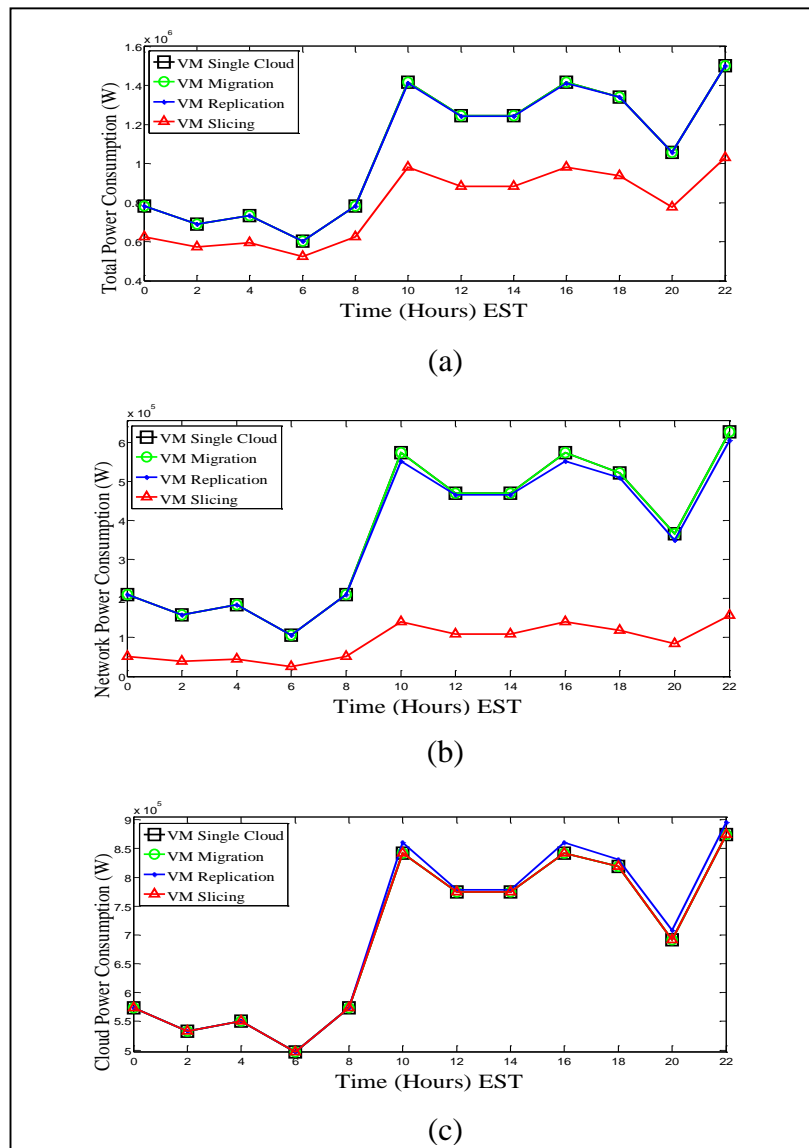 x 10^6
1.6
1.4
1.2
1
0.8
0.6
0.4
Total Power Consumption (W)
VM Single Cloud
VM Migration
VM Replication
VM Slicing
0 2 4 6 8 10 12 14 16 18 20 22
Time (Hours) EST
(a)
x 10^5
6
5
4
3
2
1
0
Network Power Consumption (W)
VM Single Cloud
VM Migration
VM Replication
VM Slicing
0 2 4 6 8 10 12 14 16 18 20 22
Time (Hours) EST
(b)
x 10^5
9
8.5
8
7.5
7
6.5
6
5.5
5
Cloud Power Consumption (W)
VM Single Cloud
VM Migration
VM Replication
VM Slicing
0 2 4 6 8 10 12 14 16 18 20 22
Time (Hours) EST
(c)